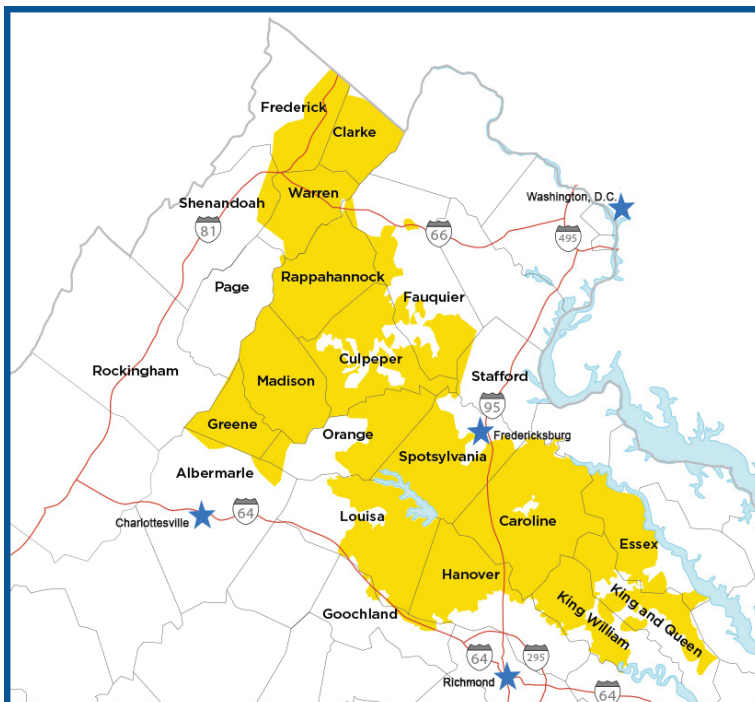 Frederick
Clarke
Shenandoah
Warren
Washington, D.C.
81
66
495
Rappahannock
Page
Fauquier
Culpeper
Rockingham
Madison
Stafford
95
Greene
Orange
Fredericksburg
Spotsylvania
Albermarle
64
Charlottesville
Louisa
Caroline
Essex
Hanover
King and Queen
King William
Goochland
64
295
Richmond
64